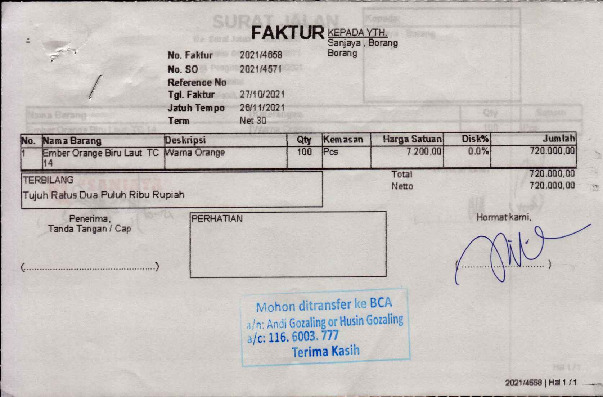 FAKTUR
KEPADA YTH.
Sanjaya , Borang
Borang
No. Faktur 2021/4658
No. SO 2021/4571
Reference No
Tgl. Faktur 27/10/2021
Jatuh Tempo 26/11/2021
Term Net 30
No. Nama Barang Deskripsi Qty Kemasan Harga Satuan Disk% Jumlah
1 Ember Orange Biru Laut TC Warna Orange 100 Pcs 7.200,00 0.0% 720.000,00
14
TERBILANG Total 720.000,00
Tujuh Ratus Dua Puluh Ribu Rupiah Netto 720.000,00
Penerima,
Tanda Tangan / Cap
(..............................................)
PERHATIAN
Hormat kami,
(..............................)
Mohon ditransfer ke BCA
a/n: Andi Gozaling or Husin Gozaling
a/c: 116. 6003. 777
Terima Kasih
2021/4658 | Hal 1 / 1